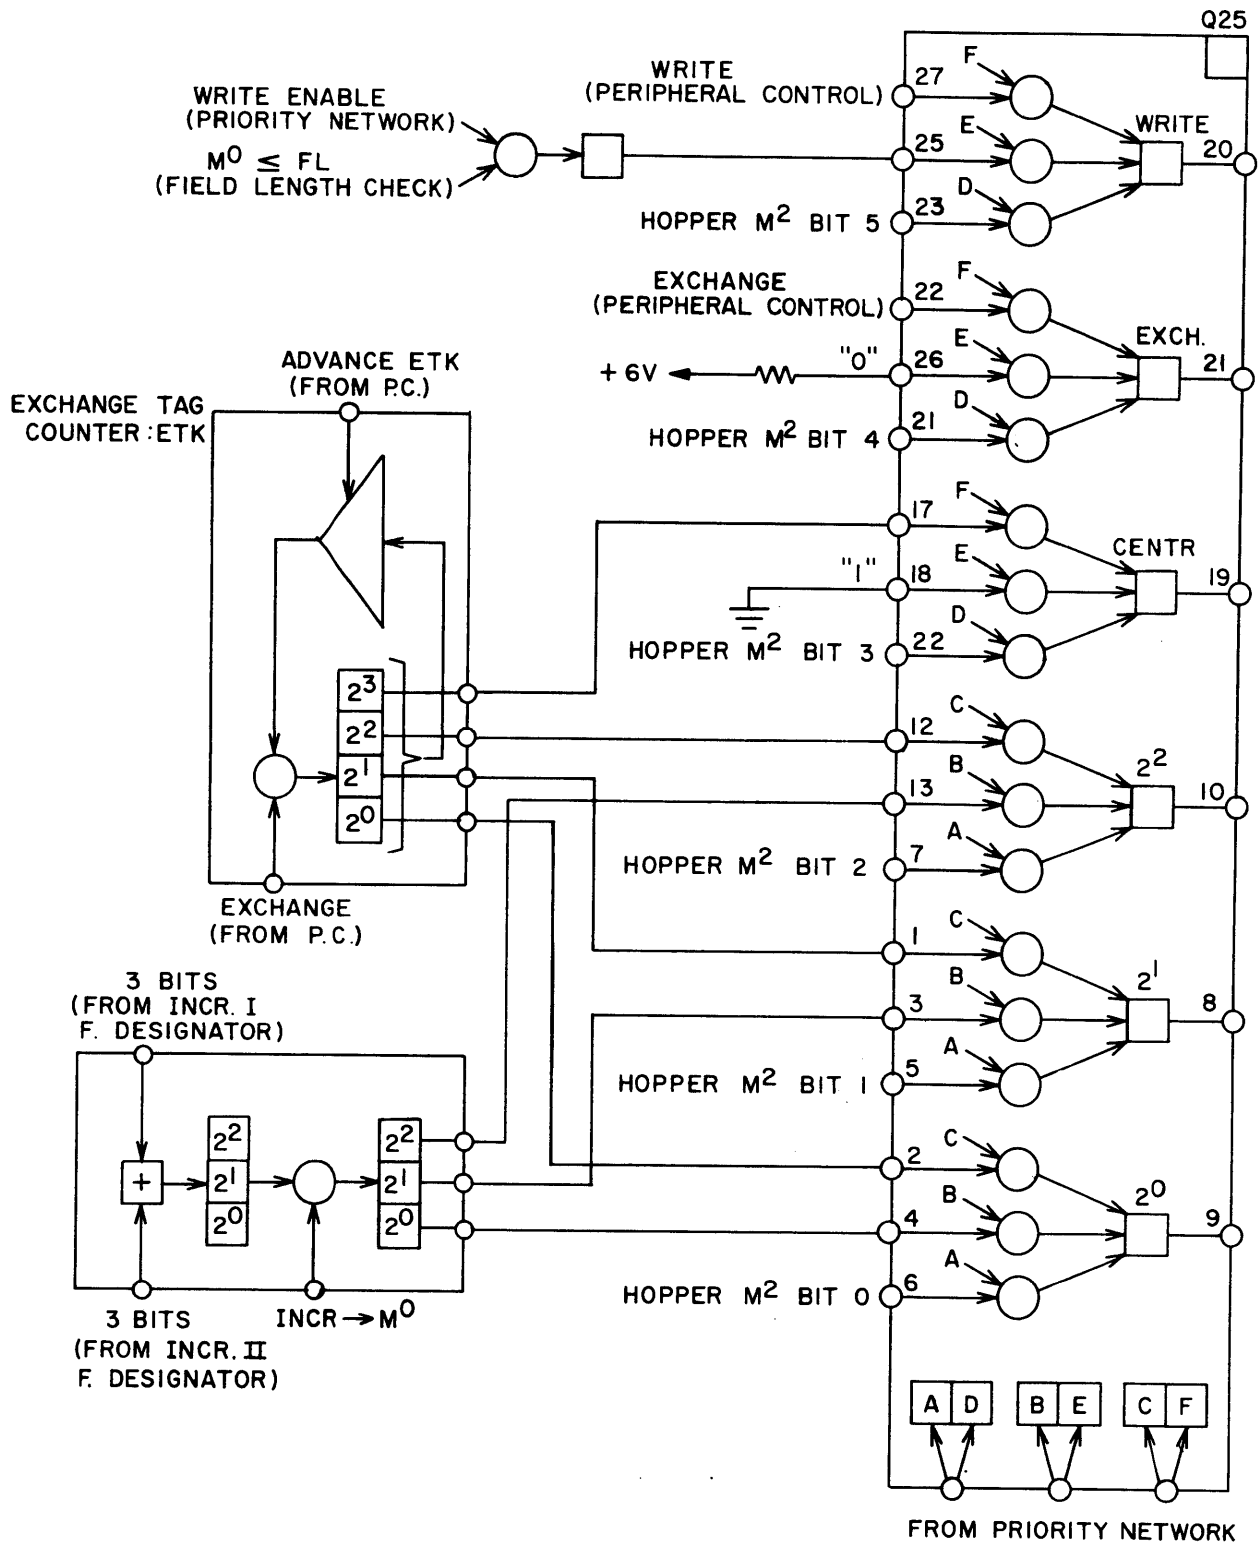 Q25
WRITE
(PERIPHERAL CONTROL)
27
F
WRITE ENABLE
(PRIORITY NETWORK)
M⁰ ≤ FL
(FIELD LENGTH CHECK)
25
E
WRITE
20
HOPPER M² BIT 5
23
D
EXCHANGE
(PERIPHERAL CONTROL)
22
F
+6V
"0"
26
E
EXCH.
21
HOPPER M² BIT 4
21
D
ADVANCE ETK
(FROM P.C.)
EXCHANGE TAG
COUNTER:ETK
17
F
"1"
18
E
CENTR
19
HOPPER M² BIT 3
22
D
2³
2²
2¹
2⁰
12
C
13
B
2²
10
HOPPER M² BIT 2
7
A
EXCHANGE
(FROM P.C.)
1
C
3
B
2¹
8
HOPPER M² BIT 1
5
A
3 BITS
(FROM INCR. I
F. DESIGNATOR)
+
2²
2¹
2⁰
2²
2¹
2⁰
2
C
4
B
2⁰
9
HOPPER M² BIT 0
6
A
3 BITS
(FROM INCR. II
F. DESIGNATOR)
INCR→M⁰
A D
B E
C F
FROM PRIORITY NETWORK